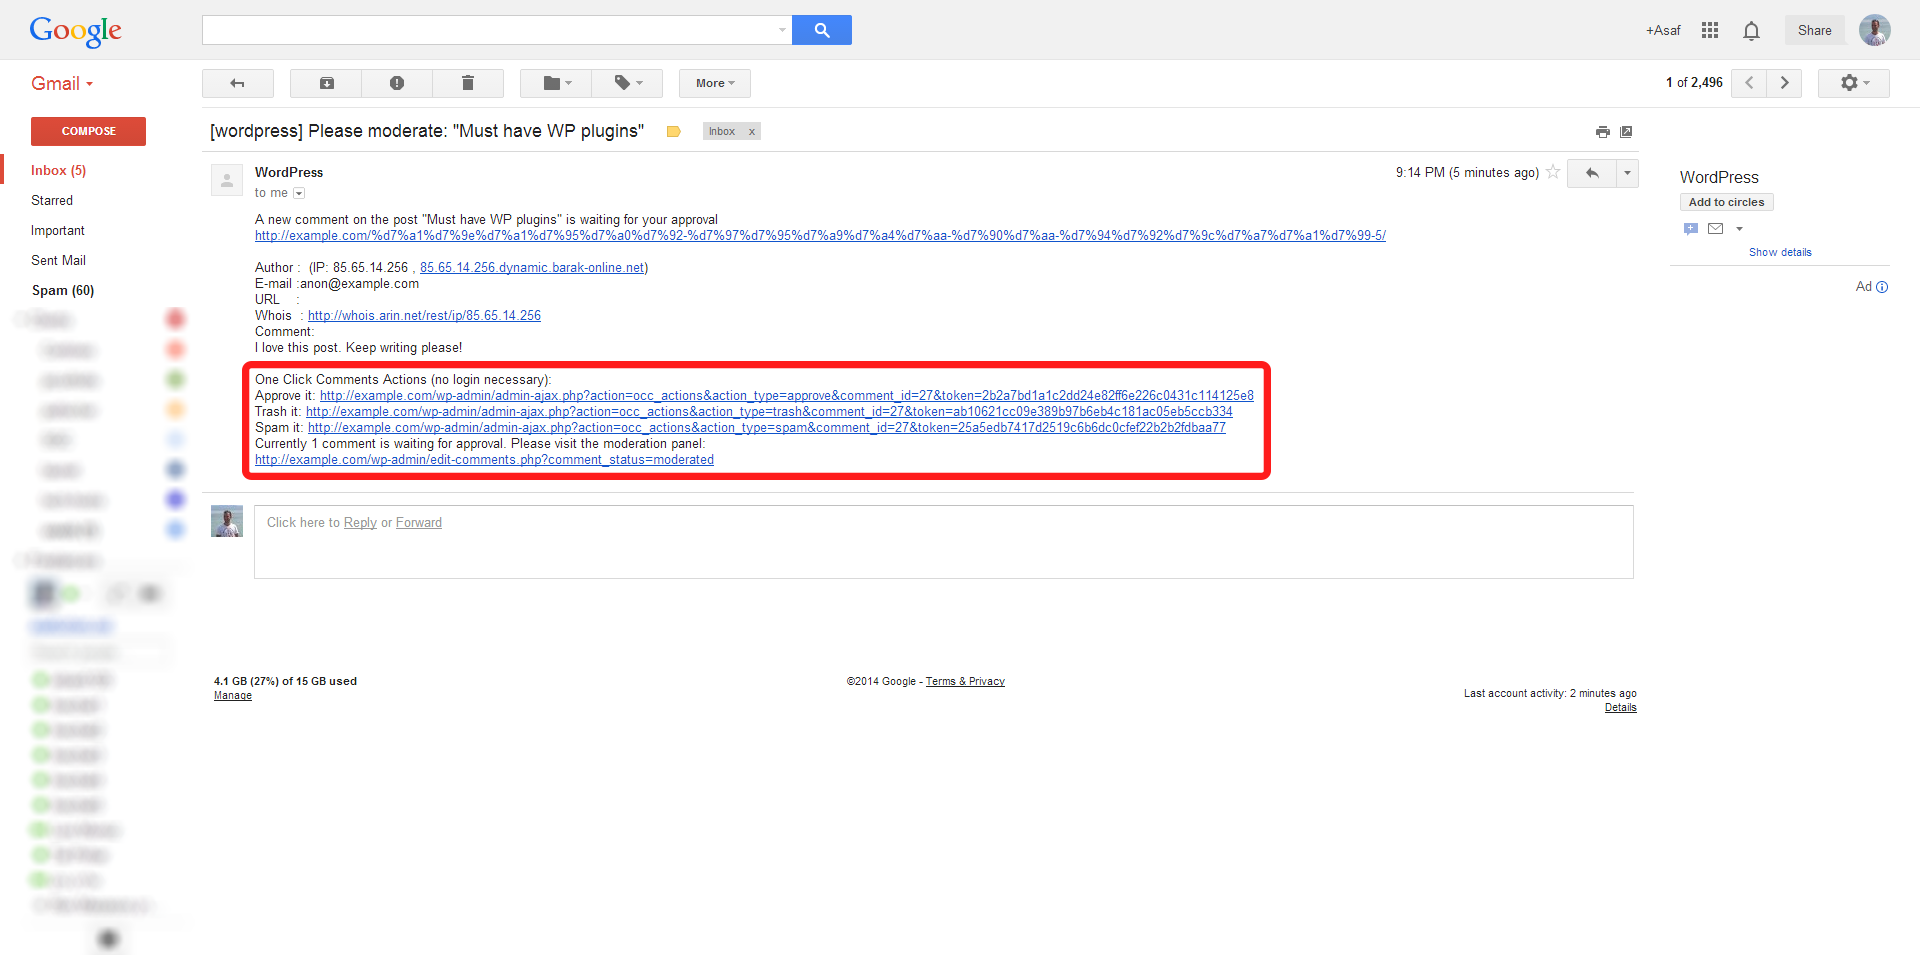 Google
+Asaf
Share
Gmail
More
1 of 2,496
COMPOSE
[wordpress] Please moderate: "Must have WP plugins"
Inbox x
Inbox (5)
Starred
Important
Sent Mail
Spam (60)
WordPress
9:14 PM (5 minutes ago)
to me
A new comment on the post "Must have WP plugins" is waiting for your approval
http://example.com/%d7%a1%d7%9e%d7%a1%d7%95%d7%a0%d7%92-%d7%97%d7%95%d7%a9%d7%a4%d7%aa-%d7%90%d7%aa-%d7%94%d7%92%d7%9c%d7%a7%d7%a1%d7%99-5/
Author :  (IP: 85.65.14.256 , 85.65.14.256.dynamic.barak-online.net)
E-mail :anon@example.com
URL    :
Whois  : http://whois.arin.net/rest/ip/85.65.14.256
Comment:
I love this post. Keep writing please!
One Click Comments Actions (no login necessary):
Approve it: http://example.com/wp-admin/admin-ajax.php?action=occ_actions&action_type=approve&comment_id=27&token=2b2a7bd1a1c2dd24e82ff6e226c0431c114125e8
Trash it: http://example.com/wp-admin/admin-ajax.php?action=occ_actions&action_type=trash&comment_id=27&token=ab10621cc09e389b97b6eb4c181ac05eb5ccb334
Spam it: http://example.com/wp-admin/admin-ajax.php?action=occ_actions&action_type=spam&comment_id=27&token=25a5edb7417d2519c6b6dc0cfef22b2b2fdbaa77
Currently 1 comment is waiting for approval. Please visit the moderation panel:
http://example.com/wp-admin/edit-comments.php?comment_status=moderated
Click here to Reply or Forward
WordPress
Add to circles
Show details
Ad
4.1 GB (27%) of 15 GB used
Manage
©2014 Google - Terms & Privacy
Last account activity: 2 minutes ago
Details